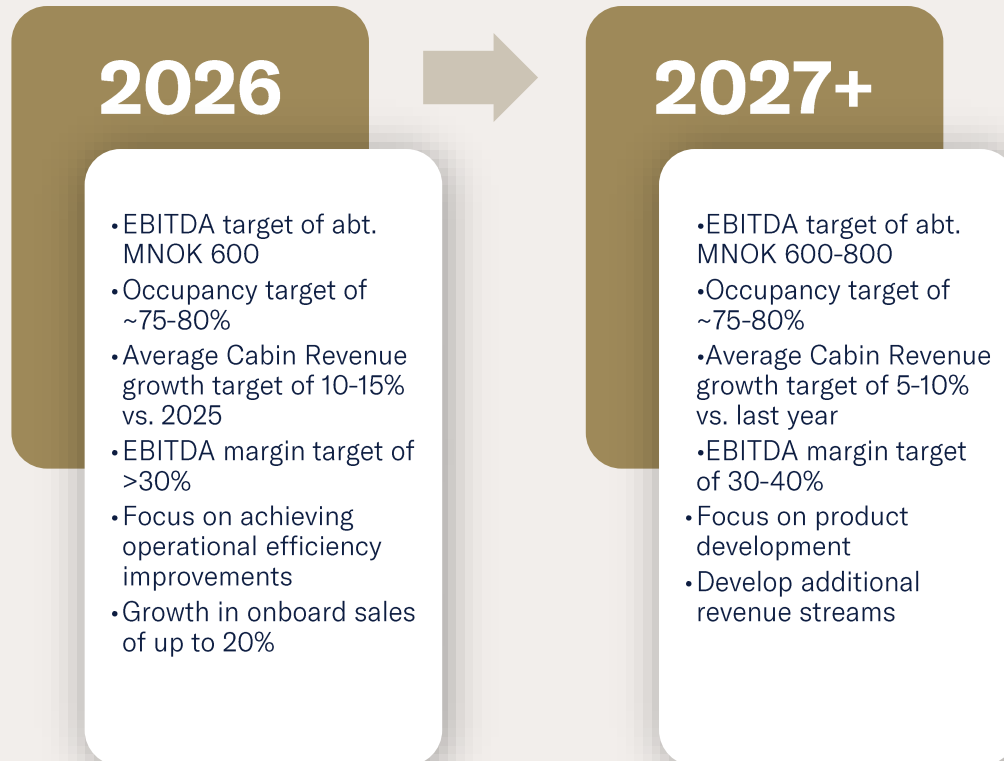 2026
•EBITDA target of abt.
MNOK 600
•Occupancy target of
~75-80%
•Average Cabin Revenue
growth target of 10-15%
vs. 2025
•EBITDA margin target of
>30%
•Focus on achieving
operational efficiency
improvements
•Growth in onboard sales
of up to 20%
2027+
•EBITDA target of abt.
MNOK 600-800
•Occupancy target of
~75-80%
•Average Cabin Revenue
growth target of 5-10%
vs. last year
•EBITDA margin target
of 30-40%
•Focus on product
development
•Develop additional
revenue streams